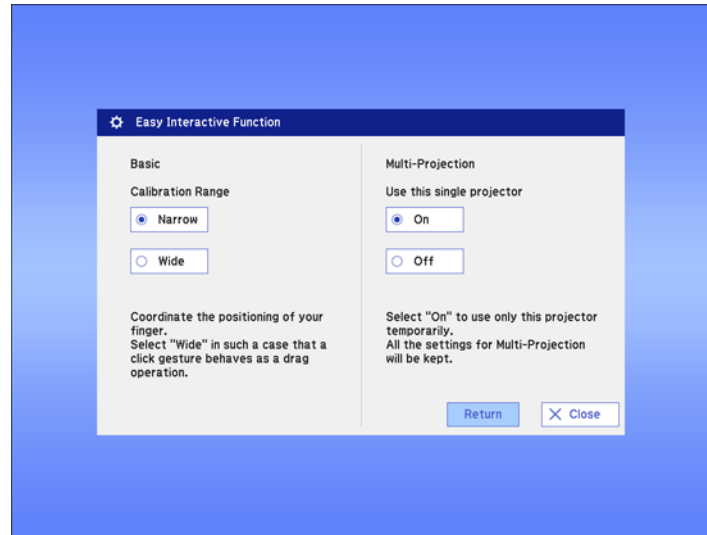 Easy Interactive Function
Basic
Calibration Range
Narrow
Wide
Coordinate the positioning of your
finger.
Select "Wide" in such a case that a
click gesture behaves as a drag
operation.
Multi-Projection
Use this single projector
On
Off
Select "On" to use only this projector
temporarily.
All the settings for Multi-Projection
will be kept.
Return
Close